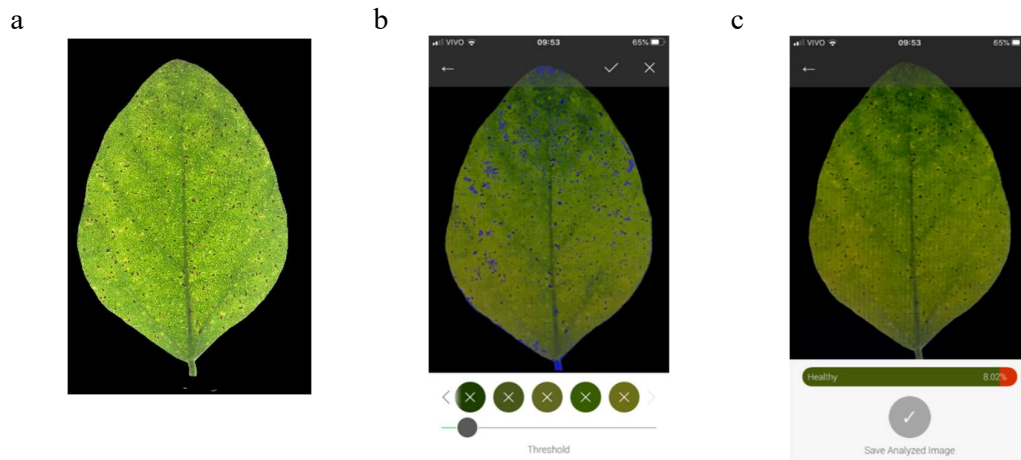 a
b
c
VIVO 09:53 65%
VIVO 09:53 65%
Threshold
Healthy 8.02%
Save Analyzed Image